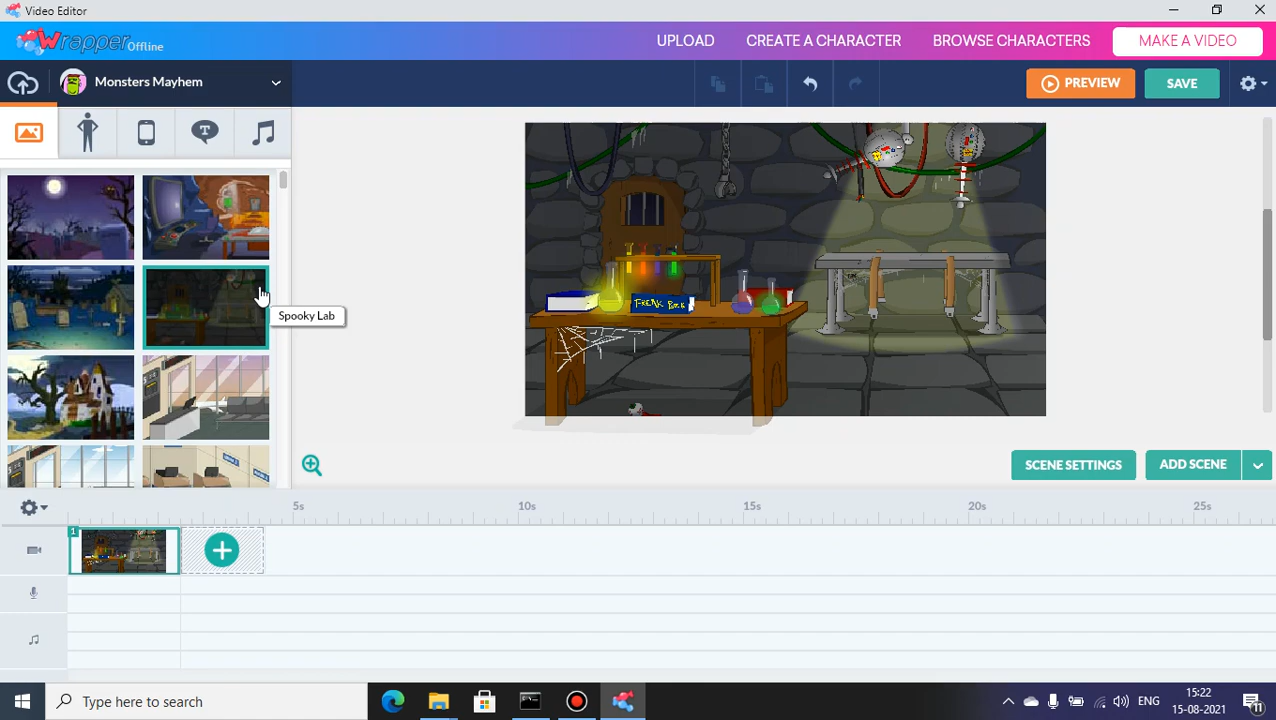 Video Editor
Wrapper Offline
UPLOAD
CREATE A CHARACTER
BROWSE CHARACTERS
MAKE A VIDEO
Monsters Mayhem
PREVIEW
SAVE
T
Spooky Lab
FREAK BOOK
SCENE SETTINGS
ADD SCENE
5s
10s
15s
20s
25s
1
Type here to search
ENG
15:22
15-08-2021
11